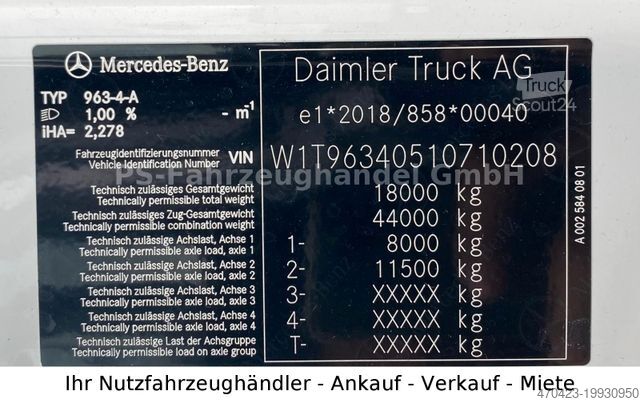 Mercedes-Benz
Daimler Truck AG
TYP 963-4-A
1,00 % - m⁻¹
iHA= 2,278
e1*2018/858*00040
Truck
Scout24
Fahrzeugidentifizierungsnummer
Vehicle Identification Number VIN W1T96340510710208
PS-Fahrzeughandel GmbH
Technisch zulässiges Gesamtgewicht
Technically permissible total weight 18000 kg
Technisch zulässiges Zug-Gesamtgewicht
Technically permissible combination weight 44000 kg
Technisch zulässige Achslast, Achse 1
Technically permissible axle load, axle 1 1- 8000 kg
Technisch zulässige Achslast, Achse 2
Technically permissible axle load, axle 2 2- 11500 kg
Technisch zulässige Achslast, Achse 3
Technically permissible axle load, axle 3 3- XXXXX kg
Technisch zulässige Achslast, Achse 4
Technically permissible axle load, axle 4 4- XXXXX kg
Technisch zulässige Last der Achsgruppe
Technically permissible load on axle group T- XXXXX kg
A 002 584 08 01
Ihr Nutzfahrzeughändler - Ankauf - Verkauf - Miete
470423-19930950